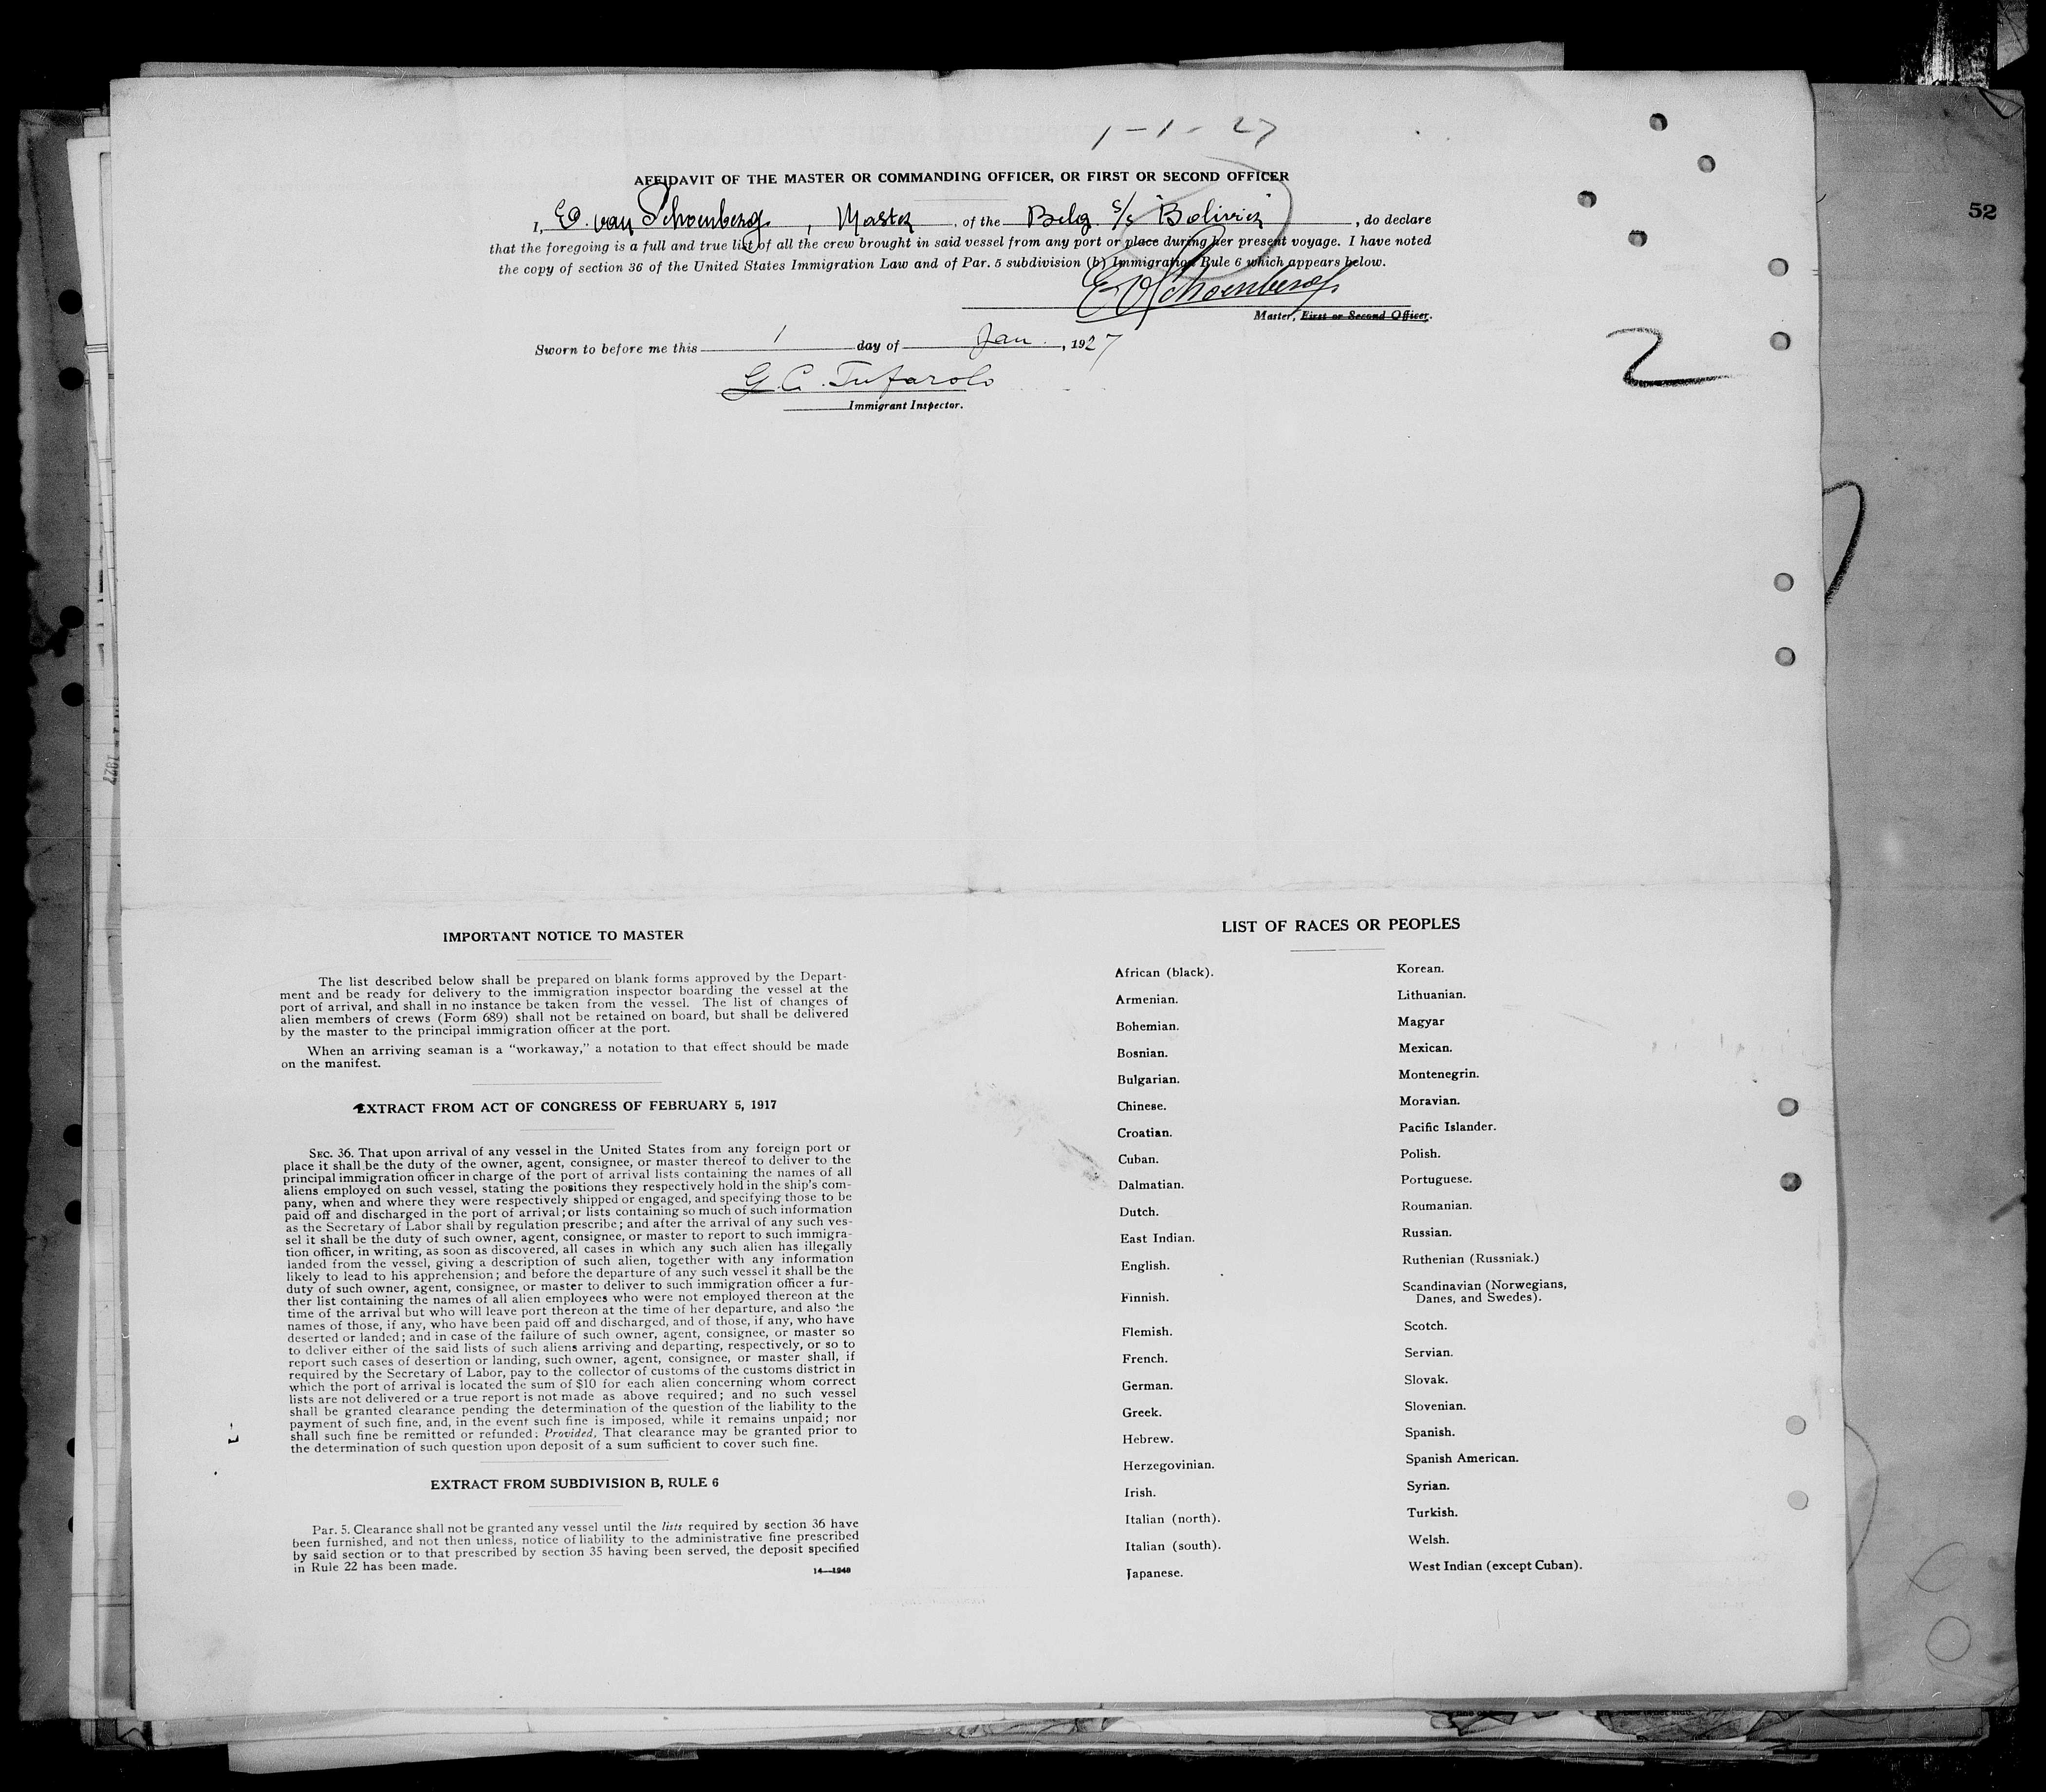 1-1-27
AFFIDAVIT OF THE MASTER OR COMMANDING OFFICER, OR FIRST OR SECOND OFFICER
I, E. van Schoenberg, Master, of the Belg. S/S "Bolivier", do declare
that the foregoing is a full and true list of all the crew brought in said vessel from any port or place during her present voyage. I have noted
the copy of section 36 of the United States Immigration Law and of Par. 5 subdivision (b) Immigration Rule 6 which appears below.
Schoenberg
Master, First or Second Officer.
Sworn to before me this 1 day of Jan., 1927
G. C. Tufarolo
Immigrant Inspector.
2
52
1927
IMPORTANT NOTICE TO MASTER
The list described below shall be prepared on blank forms approved by the Depart-
ment and be ready for delivery to the immigration inspector boarding the vessel at the
port of arrival, and shall in no instance be taken from the vessel. The list of changes of
alien members of crews (Form 689) shall not be retained on board, but shall be delivered
by the master to the principal immigration officer at the port.
When an arriving seaman is a "workaway," a notation to that effect should be made
on the manifest.
EXTRACT FROM ACT OF CONGRESS OF FEBRUARY 5, 1917
SEC. 36. That upon arrival of any vessel in the United States from any foreign port or
place it shall be the duty of the owner, agent, consignee, or master thereof to deliver to the
principal immigration officer in charge of the port of arrival lists containing the names of all
aliens employed on such vessel, stating the positions they respectively hold in the ship's com-
pany, when and where they were respectively shipped or engaged, and specifying those to be
paid off and discharged in the port of arrival; or lists containing so much of such information
as the Secretary of Labor shall by regulation prescribe; and after the arrival of any such ves-
sel it shall be the duty of such owner, agent, consignee, or master to report to such immigra-
tion officer, in writing, as soon as discovered, all cases in which any such alien has illegally
landed from the vessel, giving a description of such alien, together with any information
likely to lead to his apprehension; and before the departure of any such vessel it shall be the
duty of such owner, agent, consignee, or master to deliver to such immigration officer a fur-
ther list containing the names of all alien employees who were not employed thereon at the
time of the arrival but who will leave port thereon at the time of her departure, and also the
names of those, if any, who have been paid off and discharged, and of those, if any, who have
deserted or landed; and in case of the failure of such owner, agent, consignee, or master so
to deliver either of the said lists of such aliens arriving and departing, respectively, or so to
report such cases of desertion or landing, such owner, agent, consignee, or master shall, if
required by the Secretary of Labor, pay to the collector of customs of the customs district in
which the port of arrival is located the sum of $10 for each alien concerning whom correct
lists are not delivered or a true report is not made as above required; and no such vessel
shall be granted clearance pending the determination of the question of the liability to the
payment of such fine, and, in the event such fine is imposed, while it remains unpaid; nor
shall such fine be remitted or refunded: Provided, That clearance may be granted prior to
the determination of such question upon deposit of a sum sufficient to cover such fine.
EXTRACT FROM SUBDIVISION B, RULE 6
Par. 5. Clearance shall not be granted any vessel until the lists required by section 36 have
been furnished, and not then unless, notice of liability to the administrative fine prescribed
by said section or to that prescribed by section 35 having been served, the deposit specified
in Rule 22 has been made.
14—1240
LIST OF RACES OR PEOPLES
African (black).
Armenian.
Bohemian.
Bosnian.
Bulgarian.
Chinese.
Croatian.
Cuban.
Dalmatian.
Dutch.
East Indian.
English.
Finnish.
Flemish.
French.
German.
Greek.
Hebrew.
Herzegovinian.
Irish.
Italian (north).
Italian (south).
Japanese.
Korean.
Lithuanian.
Magyar
Mexican.
Montenegrin.
Moravian.
Pacific Islander.
Polish.
Portuguese.
Roumanian.
Russian.
Ruthenian (Russniak.)
Scandinavian (Norwegians,
Danes, and Swedes).
Scotch.
Servian.
Slovak.
Slovenian.
Spanish.
Spanish American.
Syrian.
Turkish.
Welsh.
West Indian (except Cuban).